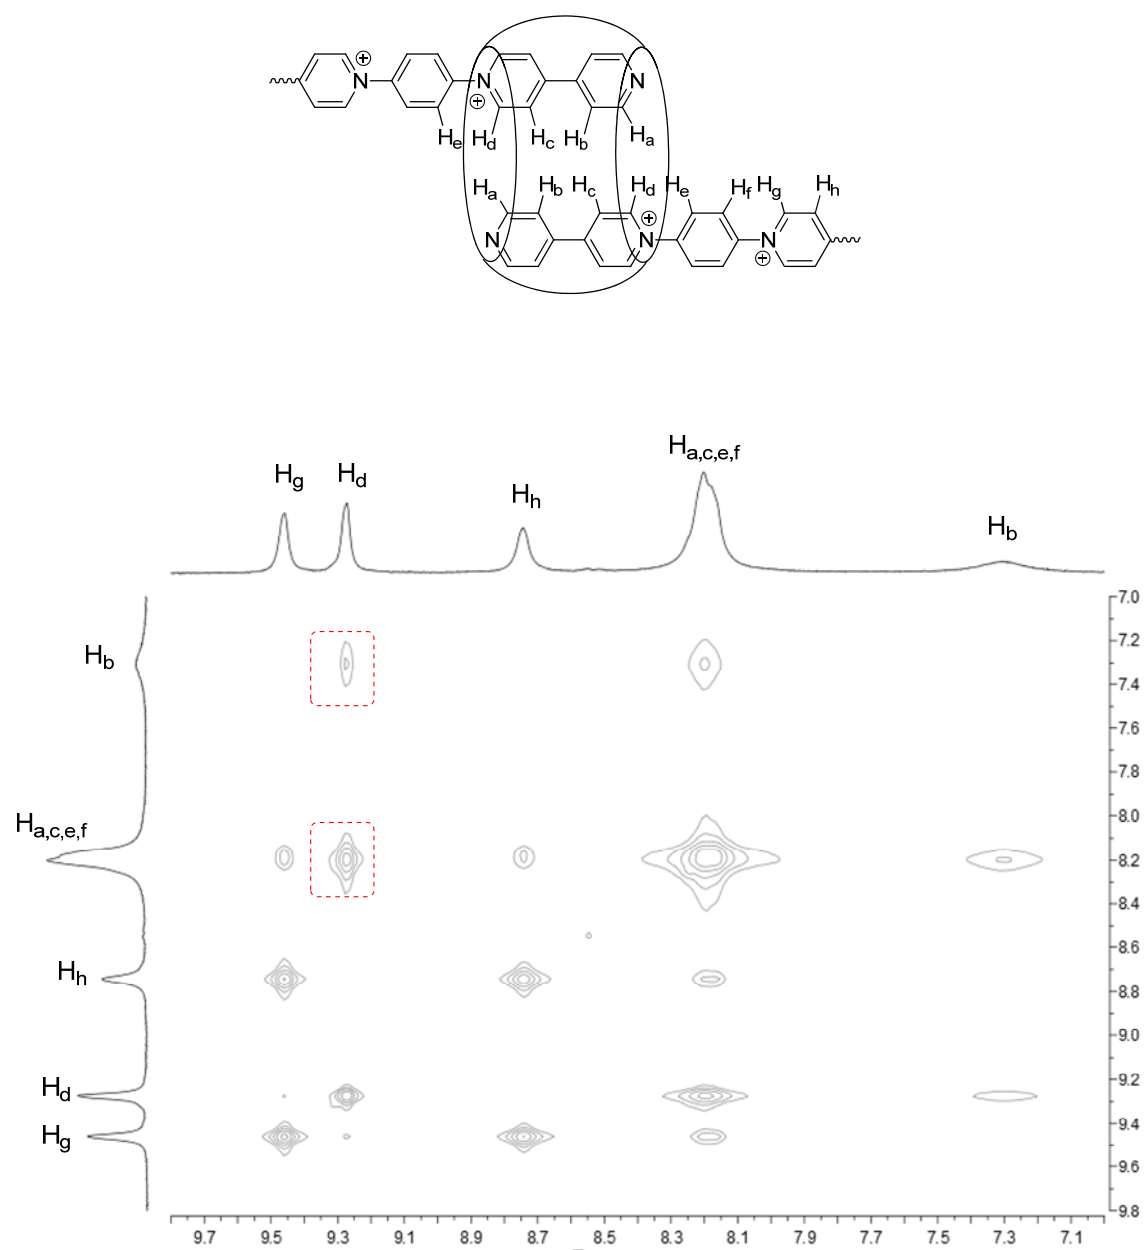 N ⊕ N ⊕ N
He Hd Hc Hb Ha
Ha Hb Hc Hd He Hf Hg Hh
N N ⊕ N ⊕
Hg Hd Hh Ha,c,e,f Hb
Hb
Ha,c,e,f
Hh
Hd
Hg
7.0
7.2
7.4
7.6
7.8
8.0
8.2
8.4
8.6
8.8
9.0
9.2
9.4
9.6
9.8
9.7 9.5 9.3 9.1 8.9 8.7 8.5 8.3 8.1 7.9 7.7 7.5 7.3 7.1